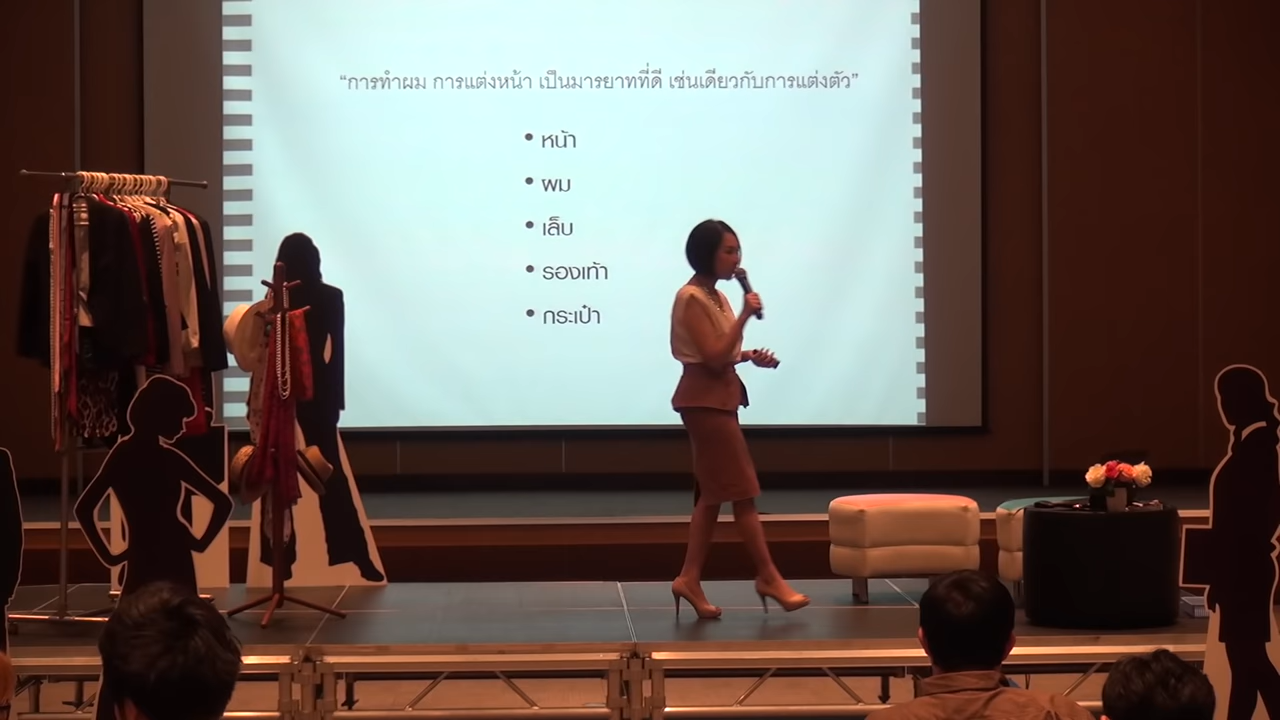 “การทำผม การแต่งหน้า เป็นมารยาทที่ดี เช่นเดียวกับการแต่งตัว”
• หน้า
• ผม
• เล็บ
• รองเท้า
• กระเป๋า